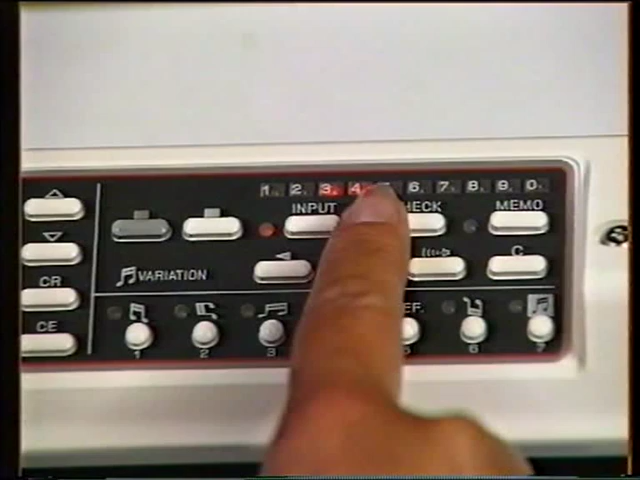 1. 2. 3. 4. 6. 7. 8. 9. 0.
INPUT HECK MEMO
CR
VARIATION C
CE EF.
1 2 3 5 6 7